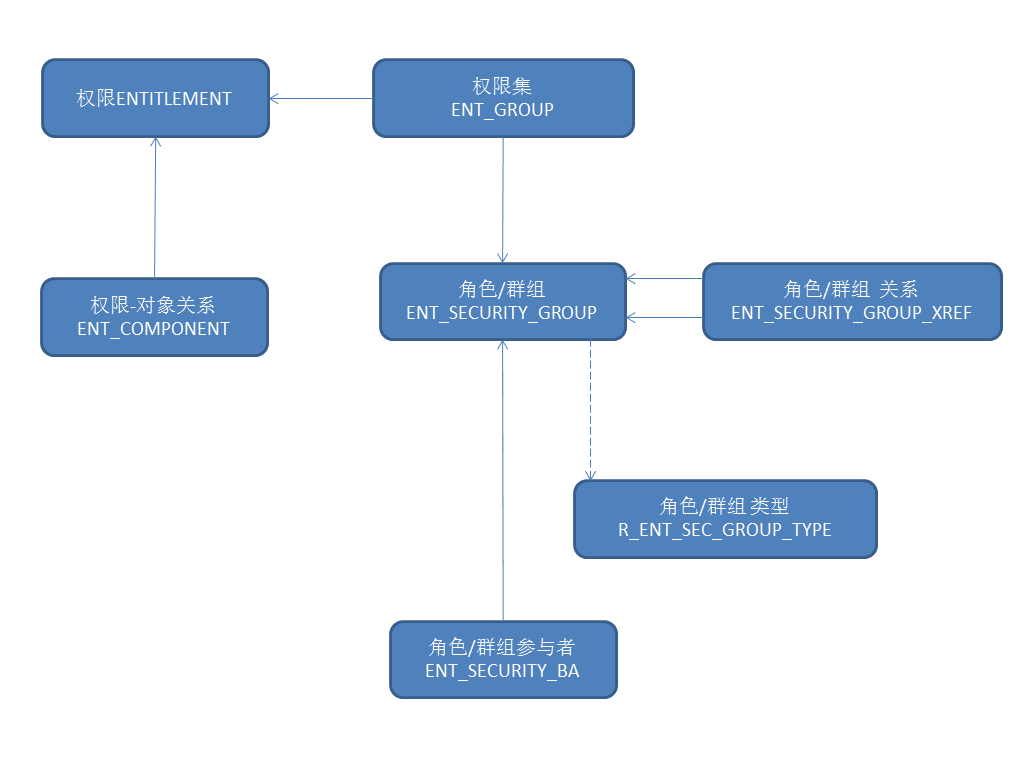 权限ENTITLEMENT
权限集
ENT_GROUP
权限-对象关系
ENT_COMPONENT
角色/群组
ENT_SECURITY_GROUP
角色/群组 关系
ENT_SECURITY_GROUP_XREF
角色/群组 类型
R_ENT_SEC_GROUP_TYPE
角色/群组参与者
ENT_SECURITY_BA